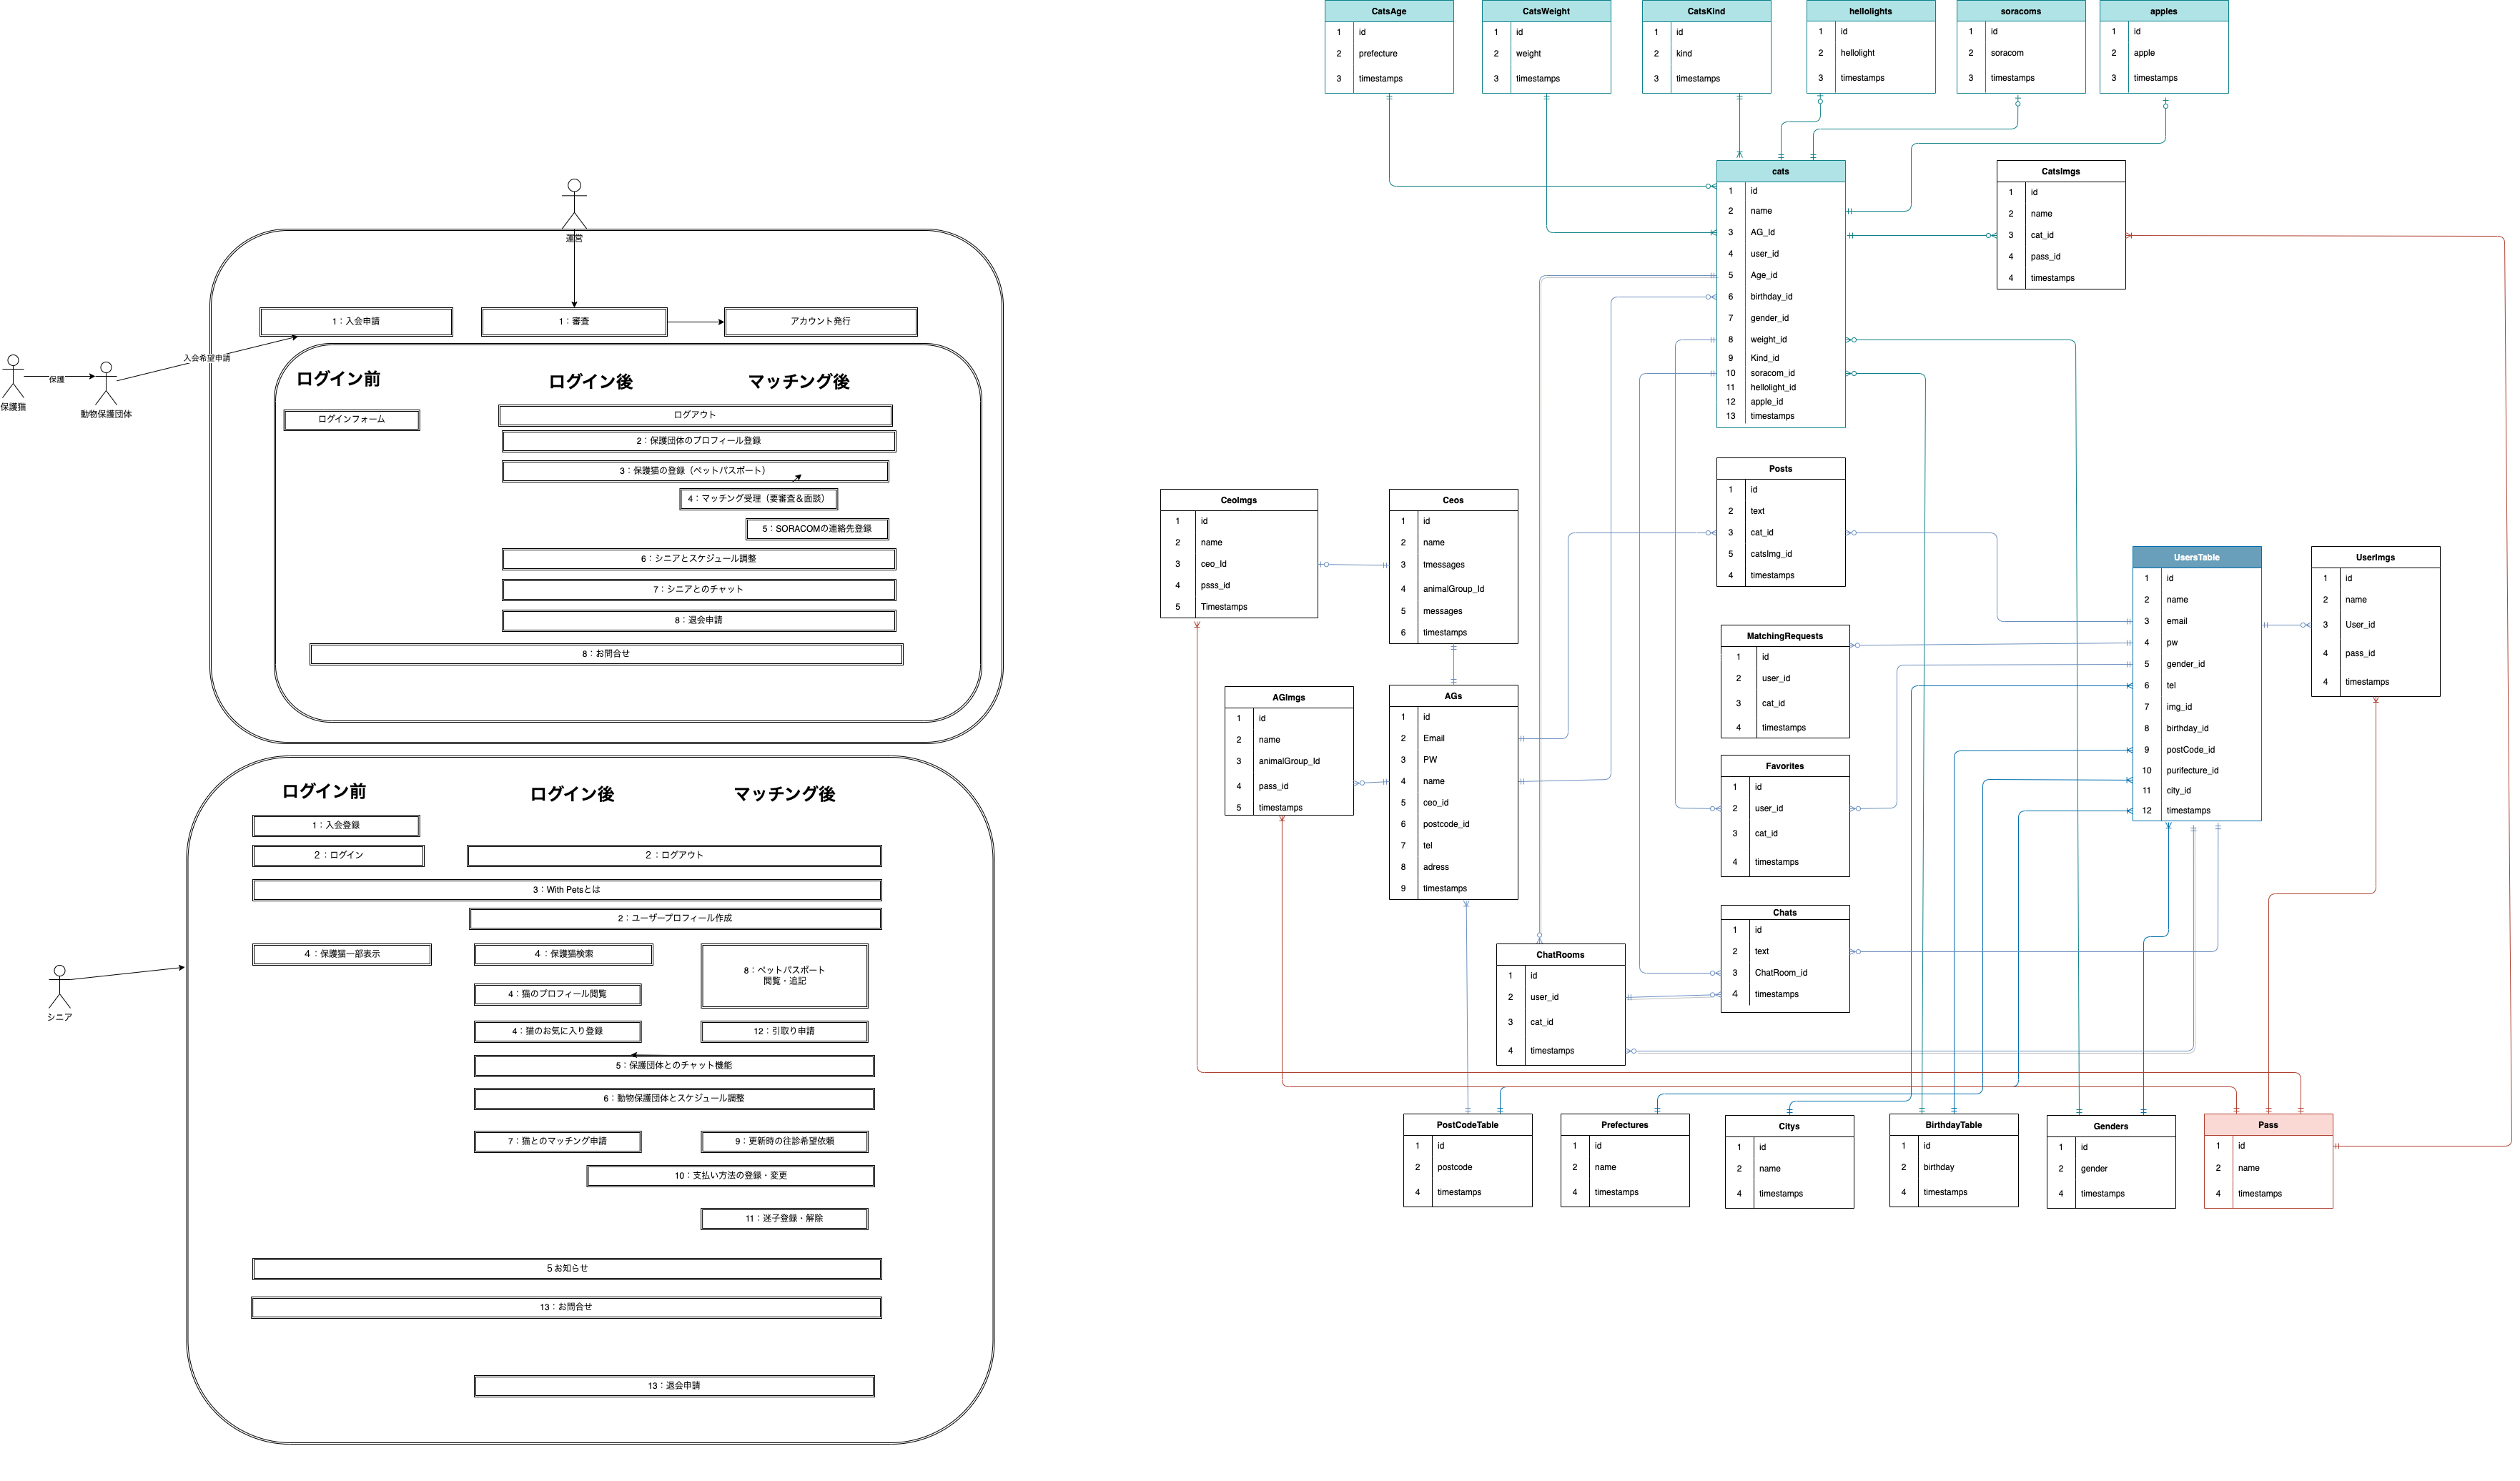 運営
1：入会申請
1：審査
アカウント発行
入会希望申請
保護
保護猫
動物保護団体
ログイン前
ログイン後
マッチング後
ログインフォーム
ログアウト
2：保護団体のプロフィール登録
3：保護猫の登録（ペットパスポート）
4：マッチング受理（要審査＆面談）
5：SORACOMの連絡先登録
6：シニアとスケジュール調整
7：シニアとのチャット
8：退会申請
8：お問合せ
シニア
ログイン前
ログイン後
マッチング後
1：入会登録
２：ログイン
２：ログアウト
3：With Petsとは
2：ユーザープロフィール作成
４：保護猫一部表示
４：保護猫検索
8：ペットパスポート
閲覧・追記
4：猫のプロフィール閲覧
4：猫のお気に入り登録
12：引取り申請
5：保護団体とのチャット機能
6：動物保護団体とスケジュール調整
7：猫とのマッチング申請
9：更新時の往診希望依頼
10：支払い方法の登録・変更
11：迷子登録・解除
５お知らせ
13：お問合せ
13：退会申請
CatsAge
1 id
2 prefecture
3 timestamps
CatsWeight
1 id
2 weight
3 timestamps
CatsKind
1 id
2 kind
3 timestamps
hellolights
1 id
2 hellolight
3 timestamps
soracoms
1 id
2 soracom
3 timestamps
apples
1 id
2 apple
3 timestamps
cats
1 id
2 name
3 AG_Id
4 user_id
5 Age_id
6 birthday_id
7 gender_id
8 weight_id
9 Kind_id
10 soracom_id
11 hellolight_id
12 apple_id
13 timestamps
CatsImgs
1 id
2 name
3 cat_id
4 pass_id
4 timestamps
Posts
1 id
2 text
3 cat_id
5 catsImg_id
4 timestamps
CeoImgs
1 id
2 name
3 ceo_Id
4 psss_id
5 Timestamps
Ceos
1 id
2 name
3 tmessages
4 animalGroup_Id
5 messages
6 timestamps
UsersTable
1 id
2 name
3 email
4 pw
5 gender_id
6 tel
7 img_id
8 birthday_id
9 postCode_id
10 purifecture_id
11 city_id
12 timestamps
UserImgs
1 id
2 name
3 User_id
4 pass_id
4 timestamps
MatchingRequests
1 id
2 user_id
3 cat_id
4 timestamps
AGImgs
1 id
2 name
3 animalGroup_Id
4 pass_id
5 timestamps
AGs
1 id
2 Email
3 PW
4 name
5 ceo_id
6 postcode_id
7 tel
8 adress
9 timestamps
Favorites
1 id
2 user_id
3 cat_id
4 timestamps
Chats
1 id
2 text
3 ChatRoom_id
4 timestamps
ChatRooms
1 id
2 user_id
3 cat_id
4 timestamps
PostCodeTable
1 id
2 postcode
4 timestamps
Prefectures
1 id
2 name
4 timestamps
Citys
1 id
2 name
4 timestamps
BirthdayTable
1 id
2 birthday
4 timestamps
Genders
1 id
2 gender
4 timestamps
Pass
1 id
2 name
4 timestamps